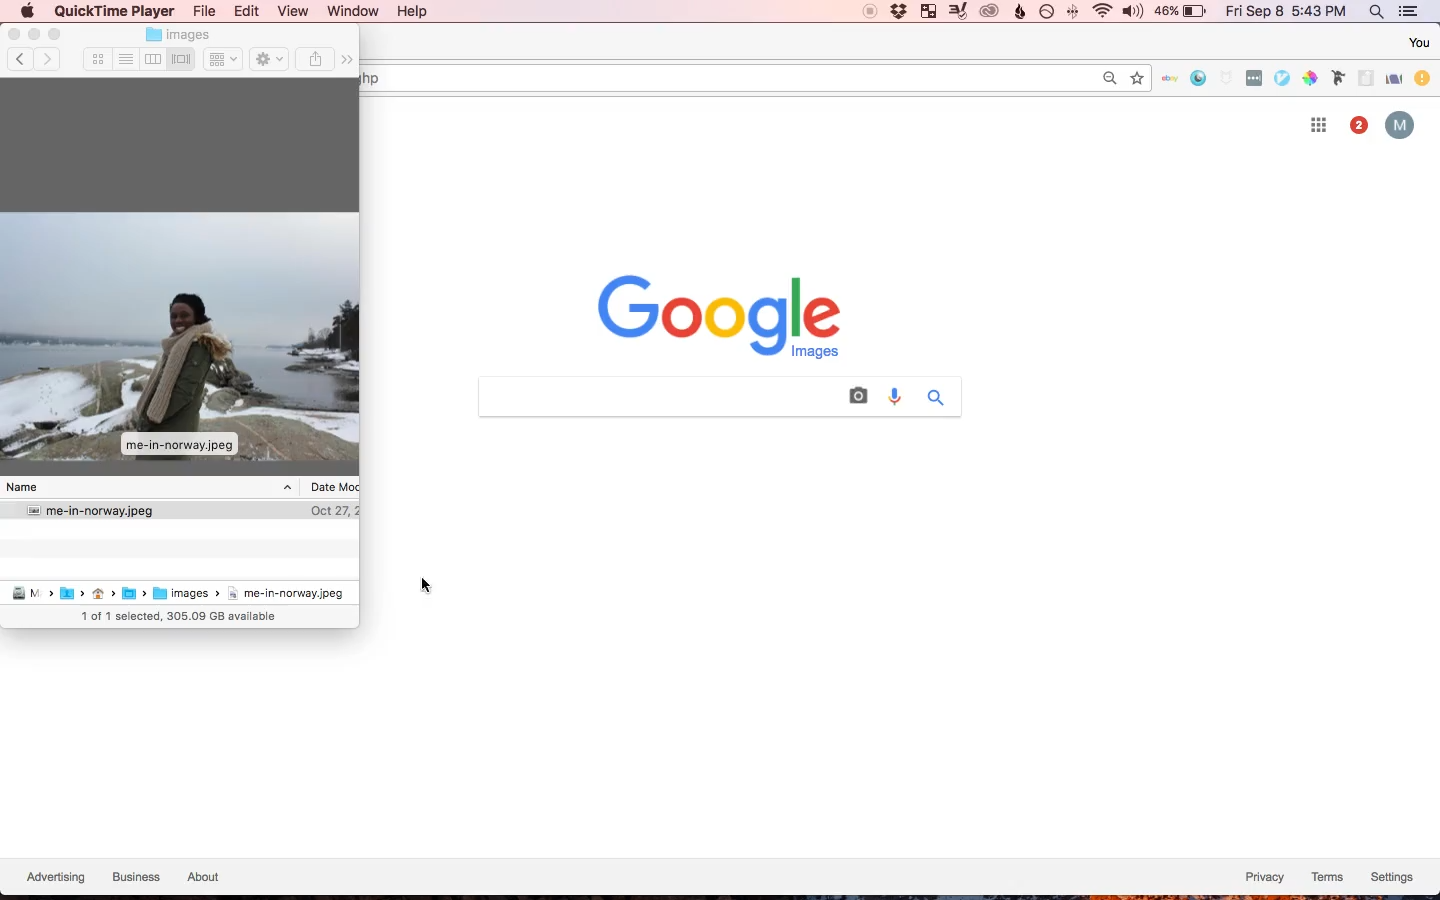 QuickTime Player File Edit View Window Help 46% Fri Sep 8 5:43 PM
images
You
ghp
ebay
2 M
Google
Images
me-in-norway.jpeg
Name Date Moc
me-in-norway.jpeg Oct 27, 2
M images me-in-norway.jpeg
1 of 1 selected, 305.09 GB available
Advertising Business About Privacy Terms Settings